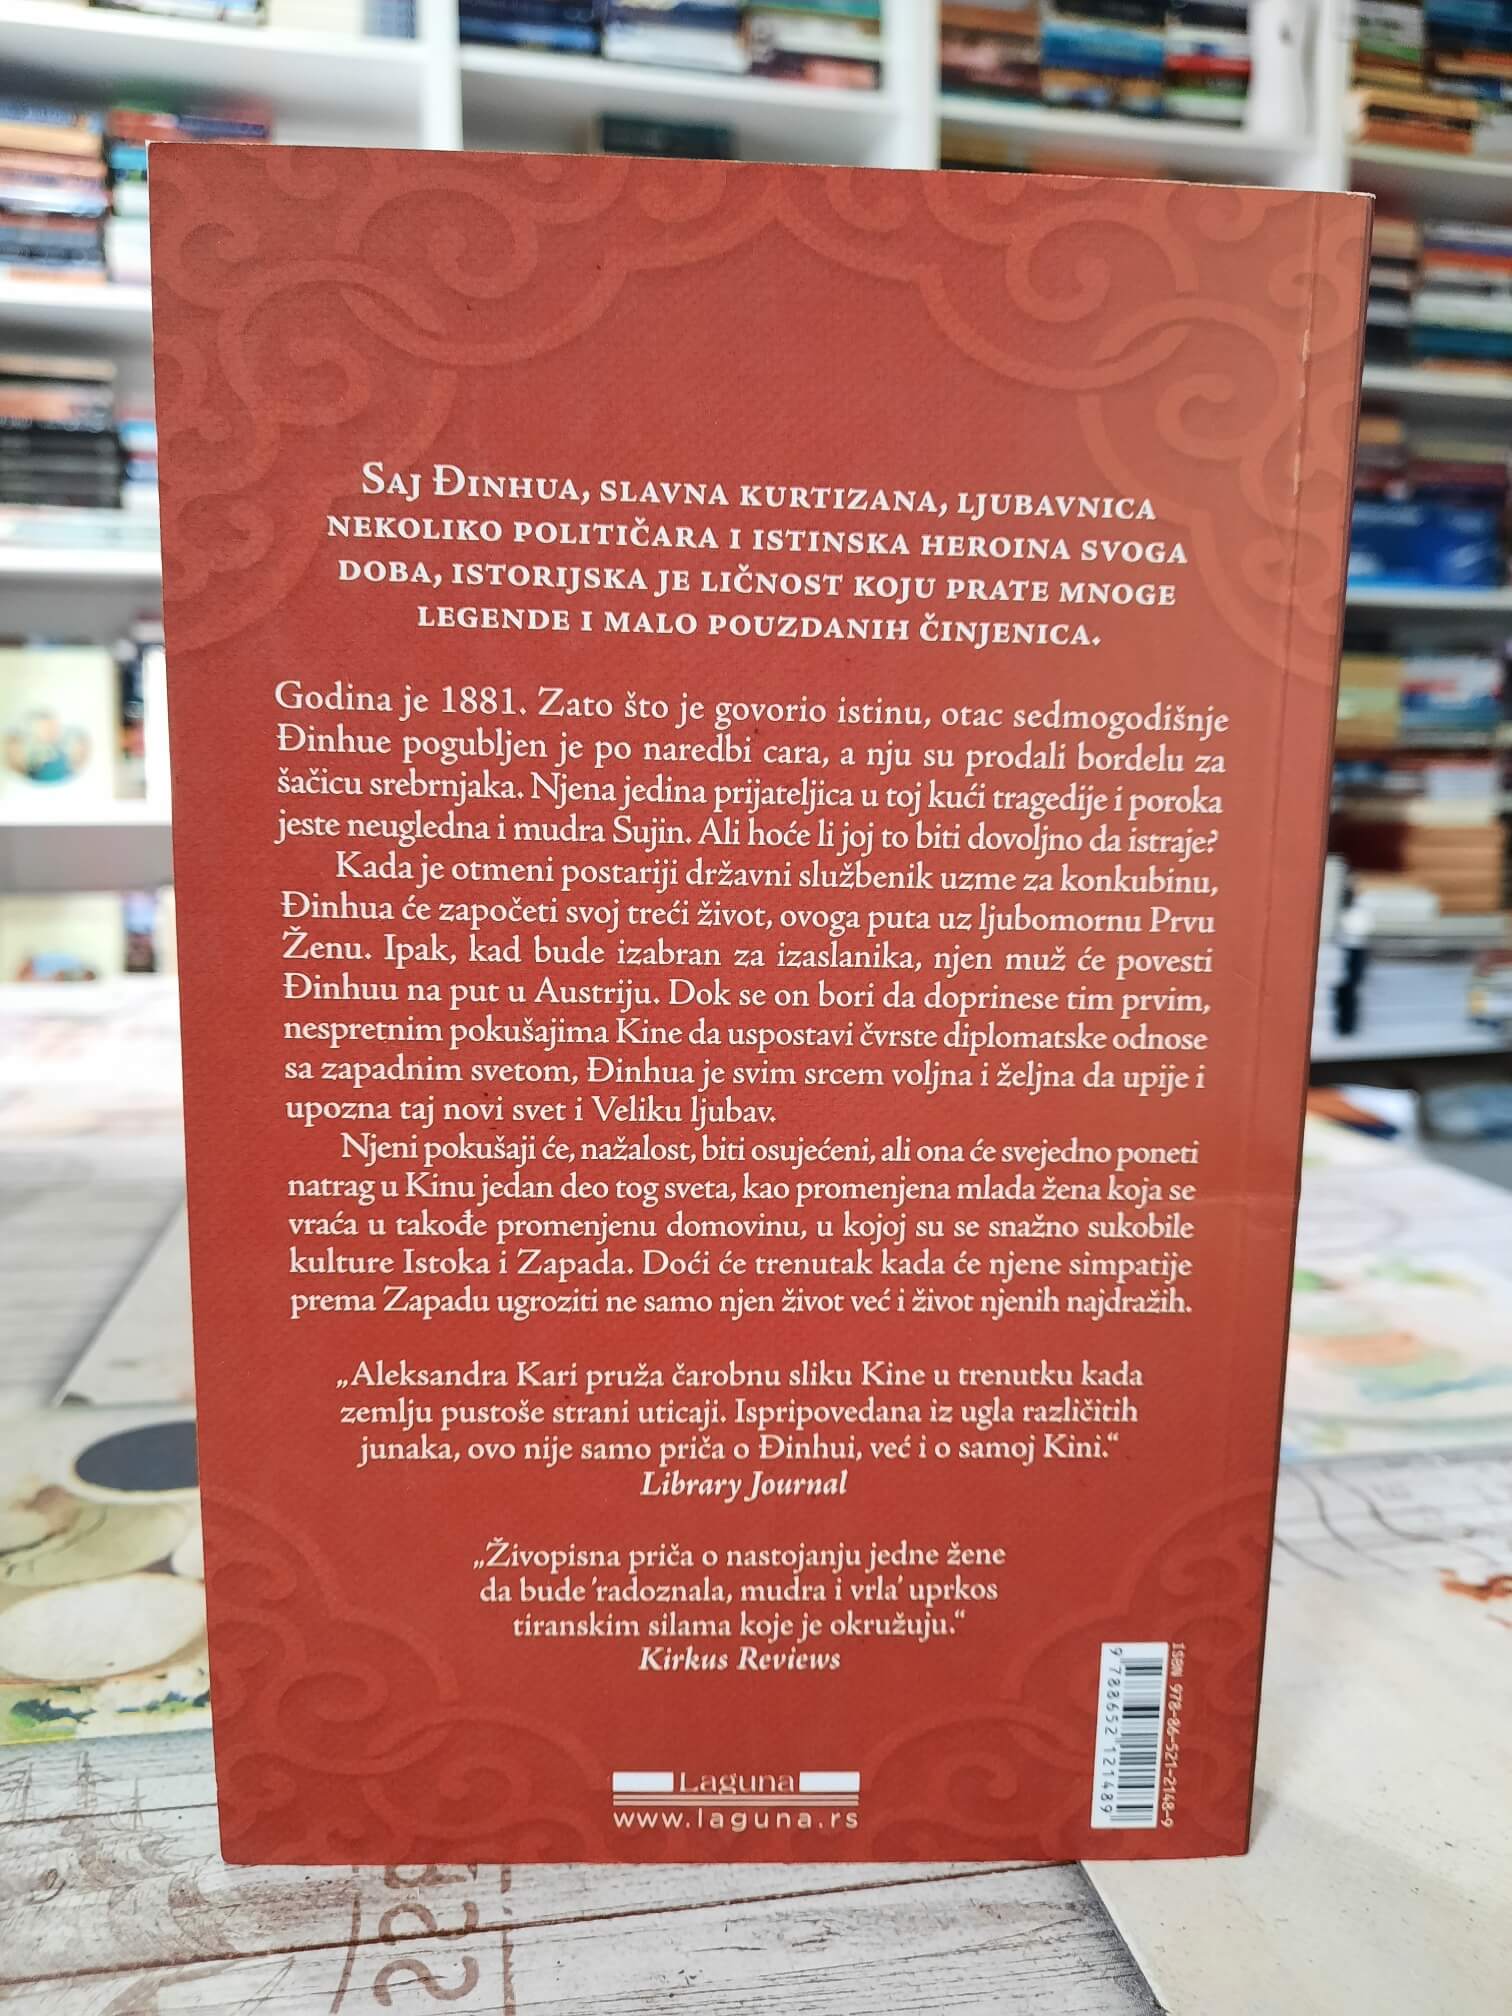 SAJ ĐINHUA, SLAVNA KURTIZANA, LJUBAVNICA
NEKOLIKO POLITIČARA I ISTINSKA HEROINA SVOGA
DOBA, ISTORIJSKA JE LIČNOST KOJU PRATE MNOGE
LEGENDE I MALO POUZDANIH ČINJENICA.
Godina je 1881. Zato što je govorio istinu, otac sedmogodišnje
Đinhue pogubljen je po naredbi cara, a nju su prodali bordelu za
šačicu srebrnjaka. Njena jedina prijateljica u toj kući tragedije i poroka
jeste neugledna i mudra Sujin. Ali hoće li joj to biti dovoljno da istraje?
Kada je otmeni postariji državni službenik uzme za konkubinu,
Đinhua će započeti svoj treći život, ovoga puta uz ljubomornu Prvu
Ženu. Ipak, kad bude izabran za izaslanika, njen muž će povesti
Đinhuu na put u Austriju. Dok se on bori da doprinese tim prvim,
nespretnim pokušajima Kine da uspostavi čvrste diplomatske odnose
sa zapadnim svetom, Đinhua je svim srcem voljna i željna da upije i
upozna taj novi svet i Veliku ljubav.
Njeni pokušaji će, nažalost, biti osujećeni, ali ona će svejedno poneti
natrag u Kinu jedan deo tog sveta, kao promenjena mlada žena koja se
vraća u takođe promenjenu domovinu, u kojoj su se snažno sukobile
kulture Istoka i Zapada. Doći će trenutak kada će njene simpatije
prema Zapadu ugroziti ne samo njen život već i život njenih najdražih.
„Aleksandra Kari pruža čarobnu sliku Kine u trenutku kada
zemlju pustoše strani uticaji. Ispripovedana iz ugla različitih
junaka, ovo nije samo priča o Đinhui, već i o samoj Kini.“
Library Journal
„Živopisna priča o nastojanju jedne žene
da bude 'radoznala, mudra i vrla' uprkos
tiranskim silama koje je okružuju.“
Kirkus Reviews
Laguna
www.laguna.rs
ISBN 978-86-521-2148-9
9 788652 121489